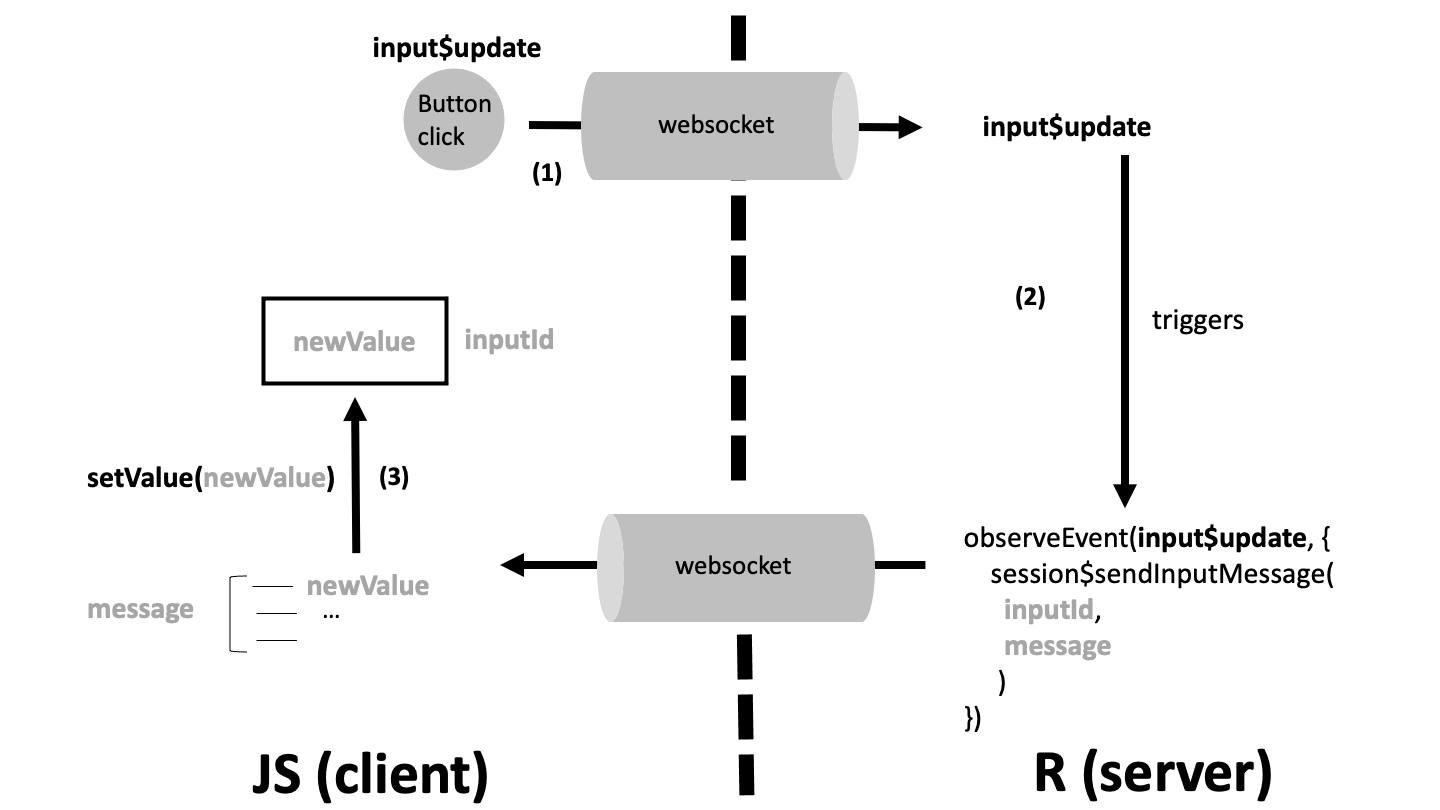 input$update
Button
click
websocket
input$update
(1)
(2)
triggers
newValue
inputId
setValue(newValue)
(3)
newValue
message
...
websocket
observeEvent(input$update, {
session$sendInputMessage(
inputId,
message
)
})
JS (client)
R (server)